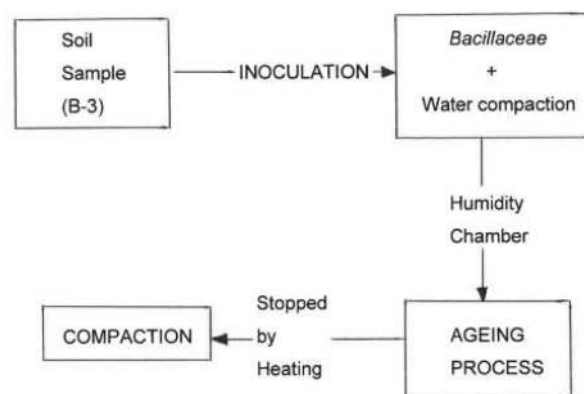 Soil
Sample
(B-3)
INOCULATION
Bacillaceae
+
Water compaction
Humidity
Chamber
AGEING
PROCESS
Stopped
by
Heating
COMPACTION